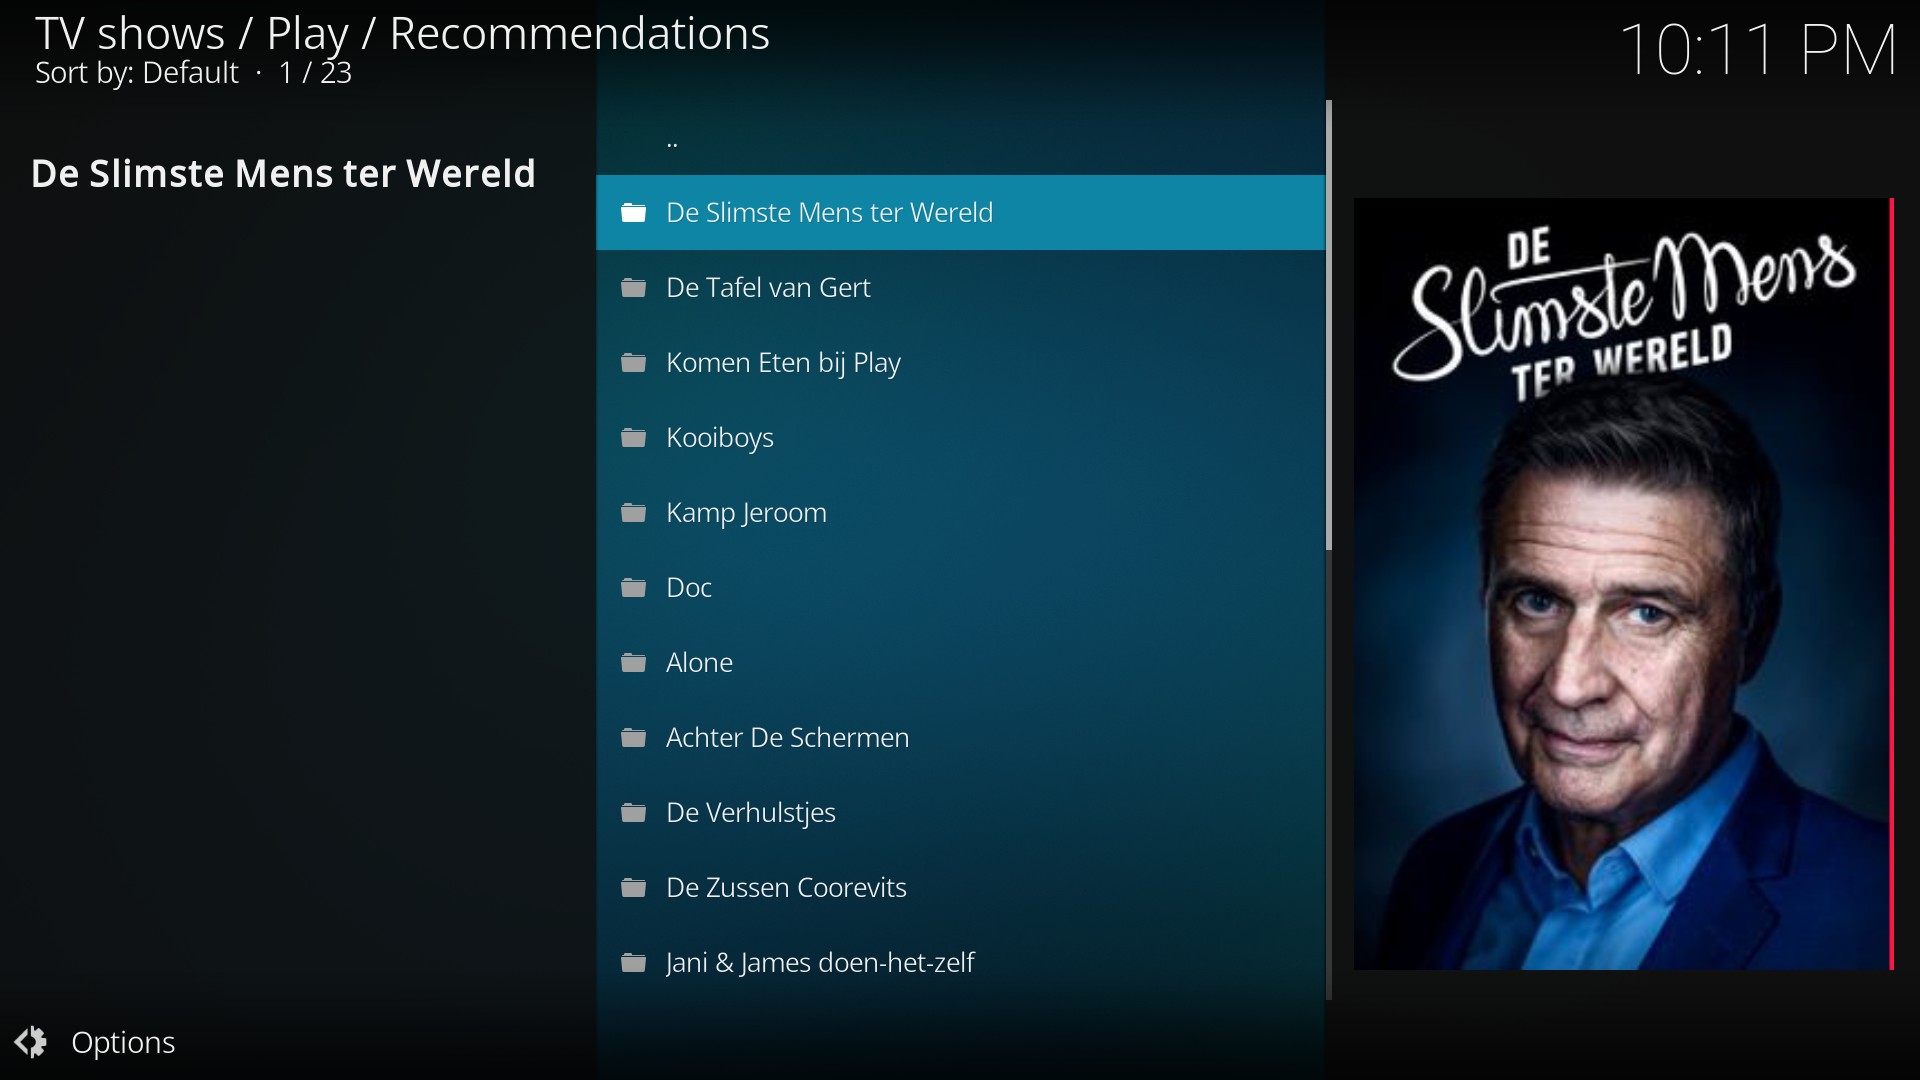 TV shows / Play / Recommendations
Sort by: Default · 1 / 23
10:11 PM
De Slimste Mens ter Wereld
..
De Slimste Mens ter Wereld
De Tafel van Gert
Komen Eten bij Play
Kooiboys
Kamp Jeroom
Doc
Alone
Achter De Schermen
De Verhulstjes
De Zussen Coorevits
Jani & James doen-het-zelf
DE
Slimste Mens
TER WERELD
Options